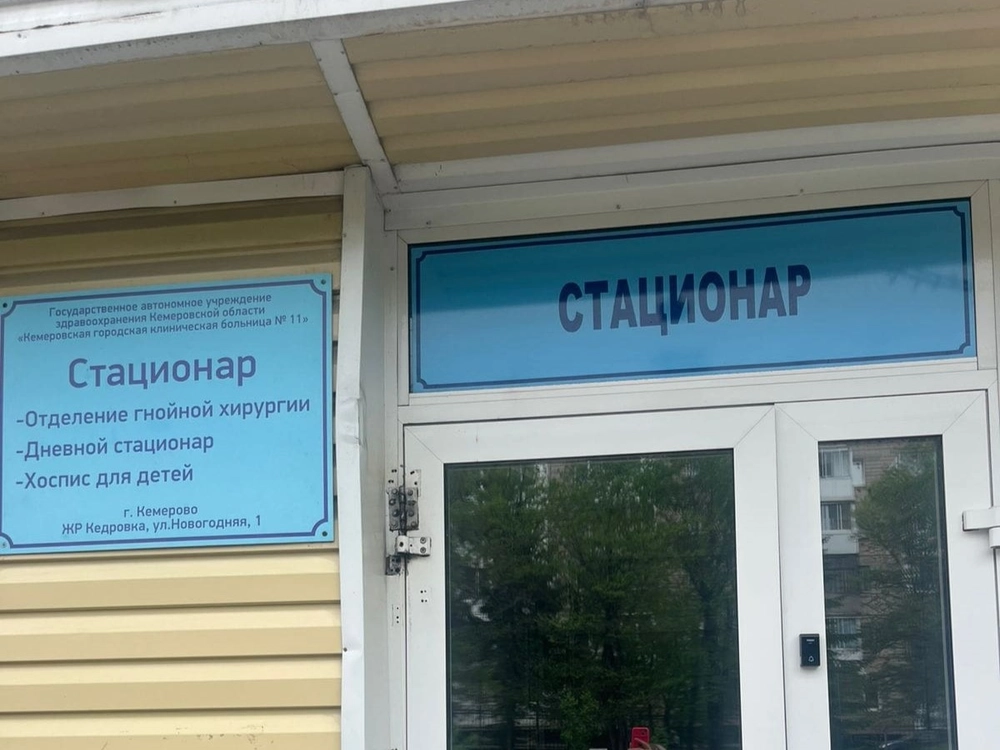 Государственное автономное учреждение
здравоохранения Кемеровской области
«Кемеровская городская клиническая больница № 11»
Стационар
-Отделение гнойной хирургии
-Дневной стационар
-Хоспис для детей
г. Кемерово
ЖР Кедровка, ул.Новогодняя, 1
СТАЦИОНАР